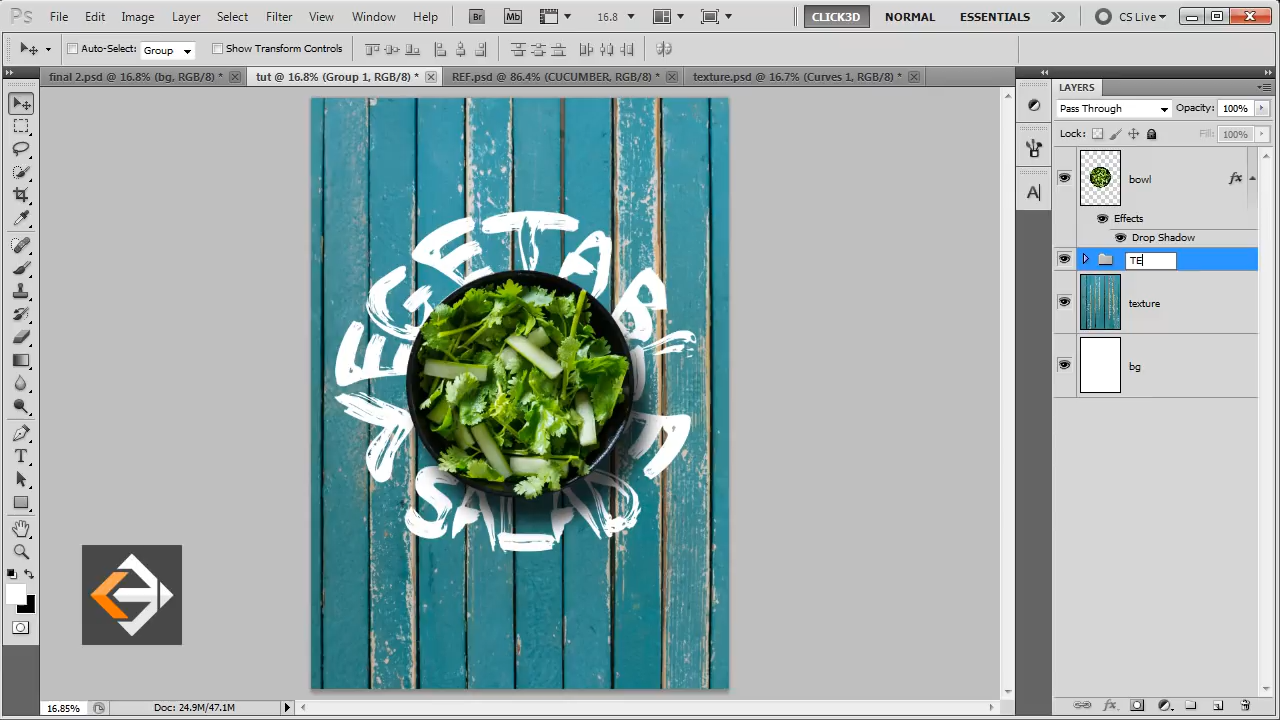 Ps File Edit Image Layer Select Filter 3D View Window Help Br Mb 16.8 CLICK3D NORMAL ESSENTIALS CS Live
Auto-Select: Group Show Transform Controls
final 2.psd @ 16.8% (bg, RGB/8) * tut @ 16.8% (Group 1, RGB/8) * REF.psd @ 86.4% (CUCUMBER, RGB/8) * texture.psd @ 16.7% (Curves 1, RGB/8) *
LAYERS
Pass Through Opacity: 100%
Lock: Fill: 100%
bowl fx
Effects
Drop Shadow
TE
texture
bg
VEGETABLE
SALAD
16.85% Doc: 24.9M/47.1M